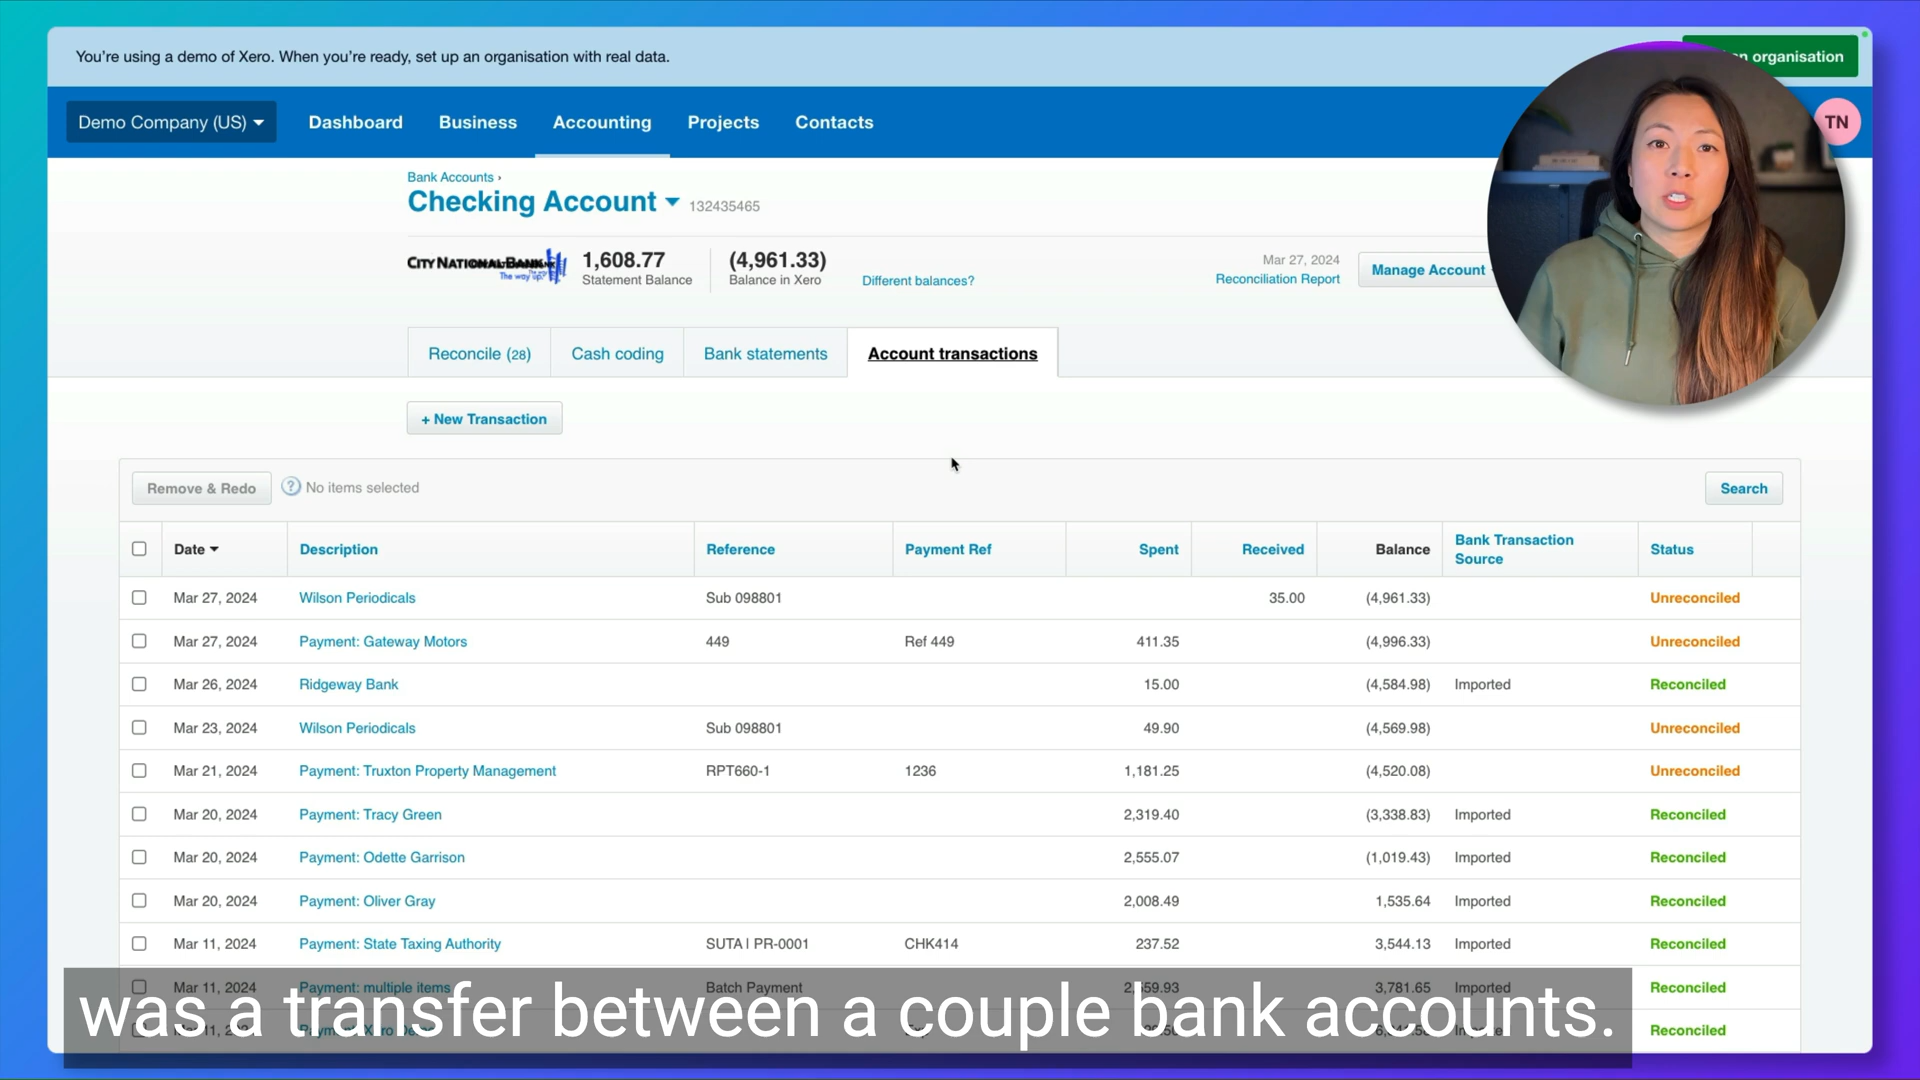 You're using a demo of Xero. When you're ready, set up an organisation with real data.
organisation
Demo Company (US)
Dashboard
Business
Accounting
Projects
Contacts
TN
Bank Accounts ›
Checking Account 132435465
CITY NATIONAL BANK
The way up.
1,608.77
Statement Balance
(4,961.33)
Balance in Xero
Different balances?
Mar 27, 2024
Reconciliation Report
Manage Account
Reconcile (28)
Cash coding
Bank statements
Account transactions
+ New Transaction
Remove & Redo
? No items selected
Search
Date Description Reference Payment Ref Spent Received Balance Bank Transaction Source Status
Mar 27, 2024 Wilson Periodicals Sub 098801 35.00 (4,961.33) Unreconciled
Mar 27, 2024 Payment: Gateway Motors 449 Ref 449 411.35 (4,996.33) Unreconciled
Mar 26, 2024 Ridgeway Bank 15.00 (4,584.98) Imported Reconciled
Mar 23, 2024 Wilson Periodicals Sub 098801 49.90 (4,569.98) Unreconciled
Mar 21, 2024 Payment: Truxton Property Management RPT660-1 1236 1,181.25 (4,520.08) Unreconciled
Mar 20, 2024 Payment: Tracy Green 2,319.40 (3,338.83) Imported Reconciled
Mar 20, 2024 Payment: Odette Garrison 2,555.07 (1,019.43) Imported Reconciled
Mar 20, 2024 Payment: Oliver Gray 2,008.49 1,535.64 Imported Reconciled
Mar 11, 2024 Payment: State Taxing Authority SUTA | PR-0001 CHK414 237.52 3,544.13 Imported Reconciled
Mar 11, 2024 Payment: multiple items Batch Payment 3,781.65 Imported Reconciled
Reconciled
was a transfer between a couple bank accounts.